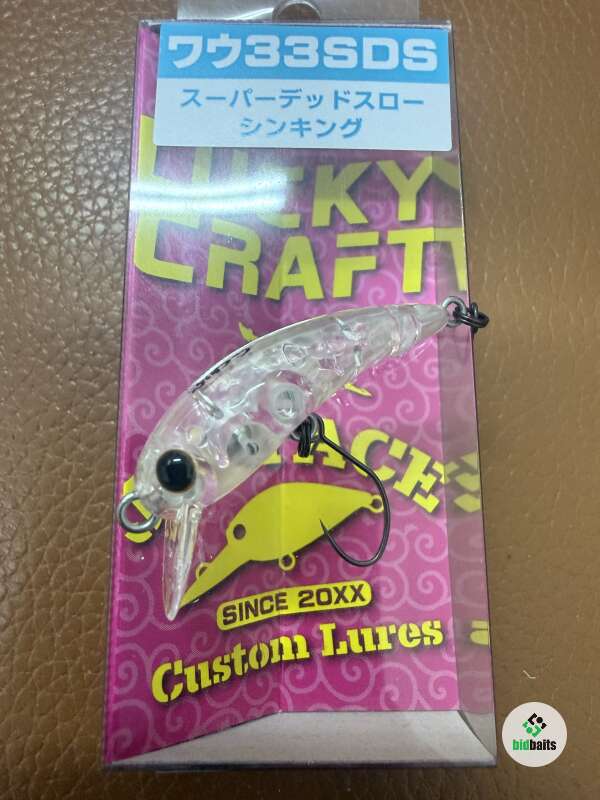 ワウ33SDS
スーパーデッドスロー
シンキング
LUCKY
CRAFT
SINCE 20XX
Custom Lures
bidbaits